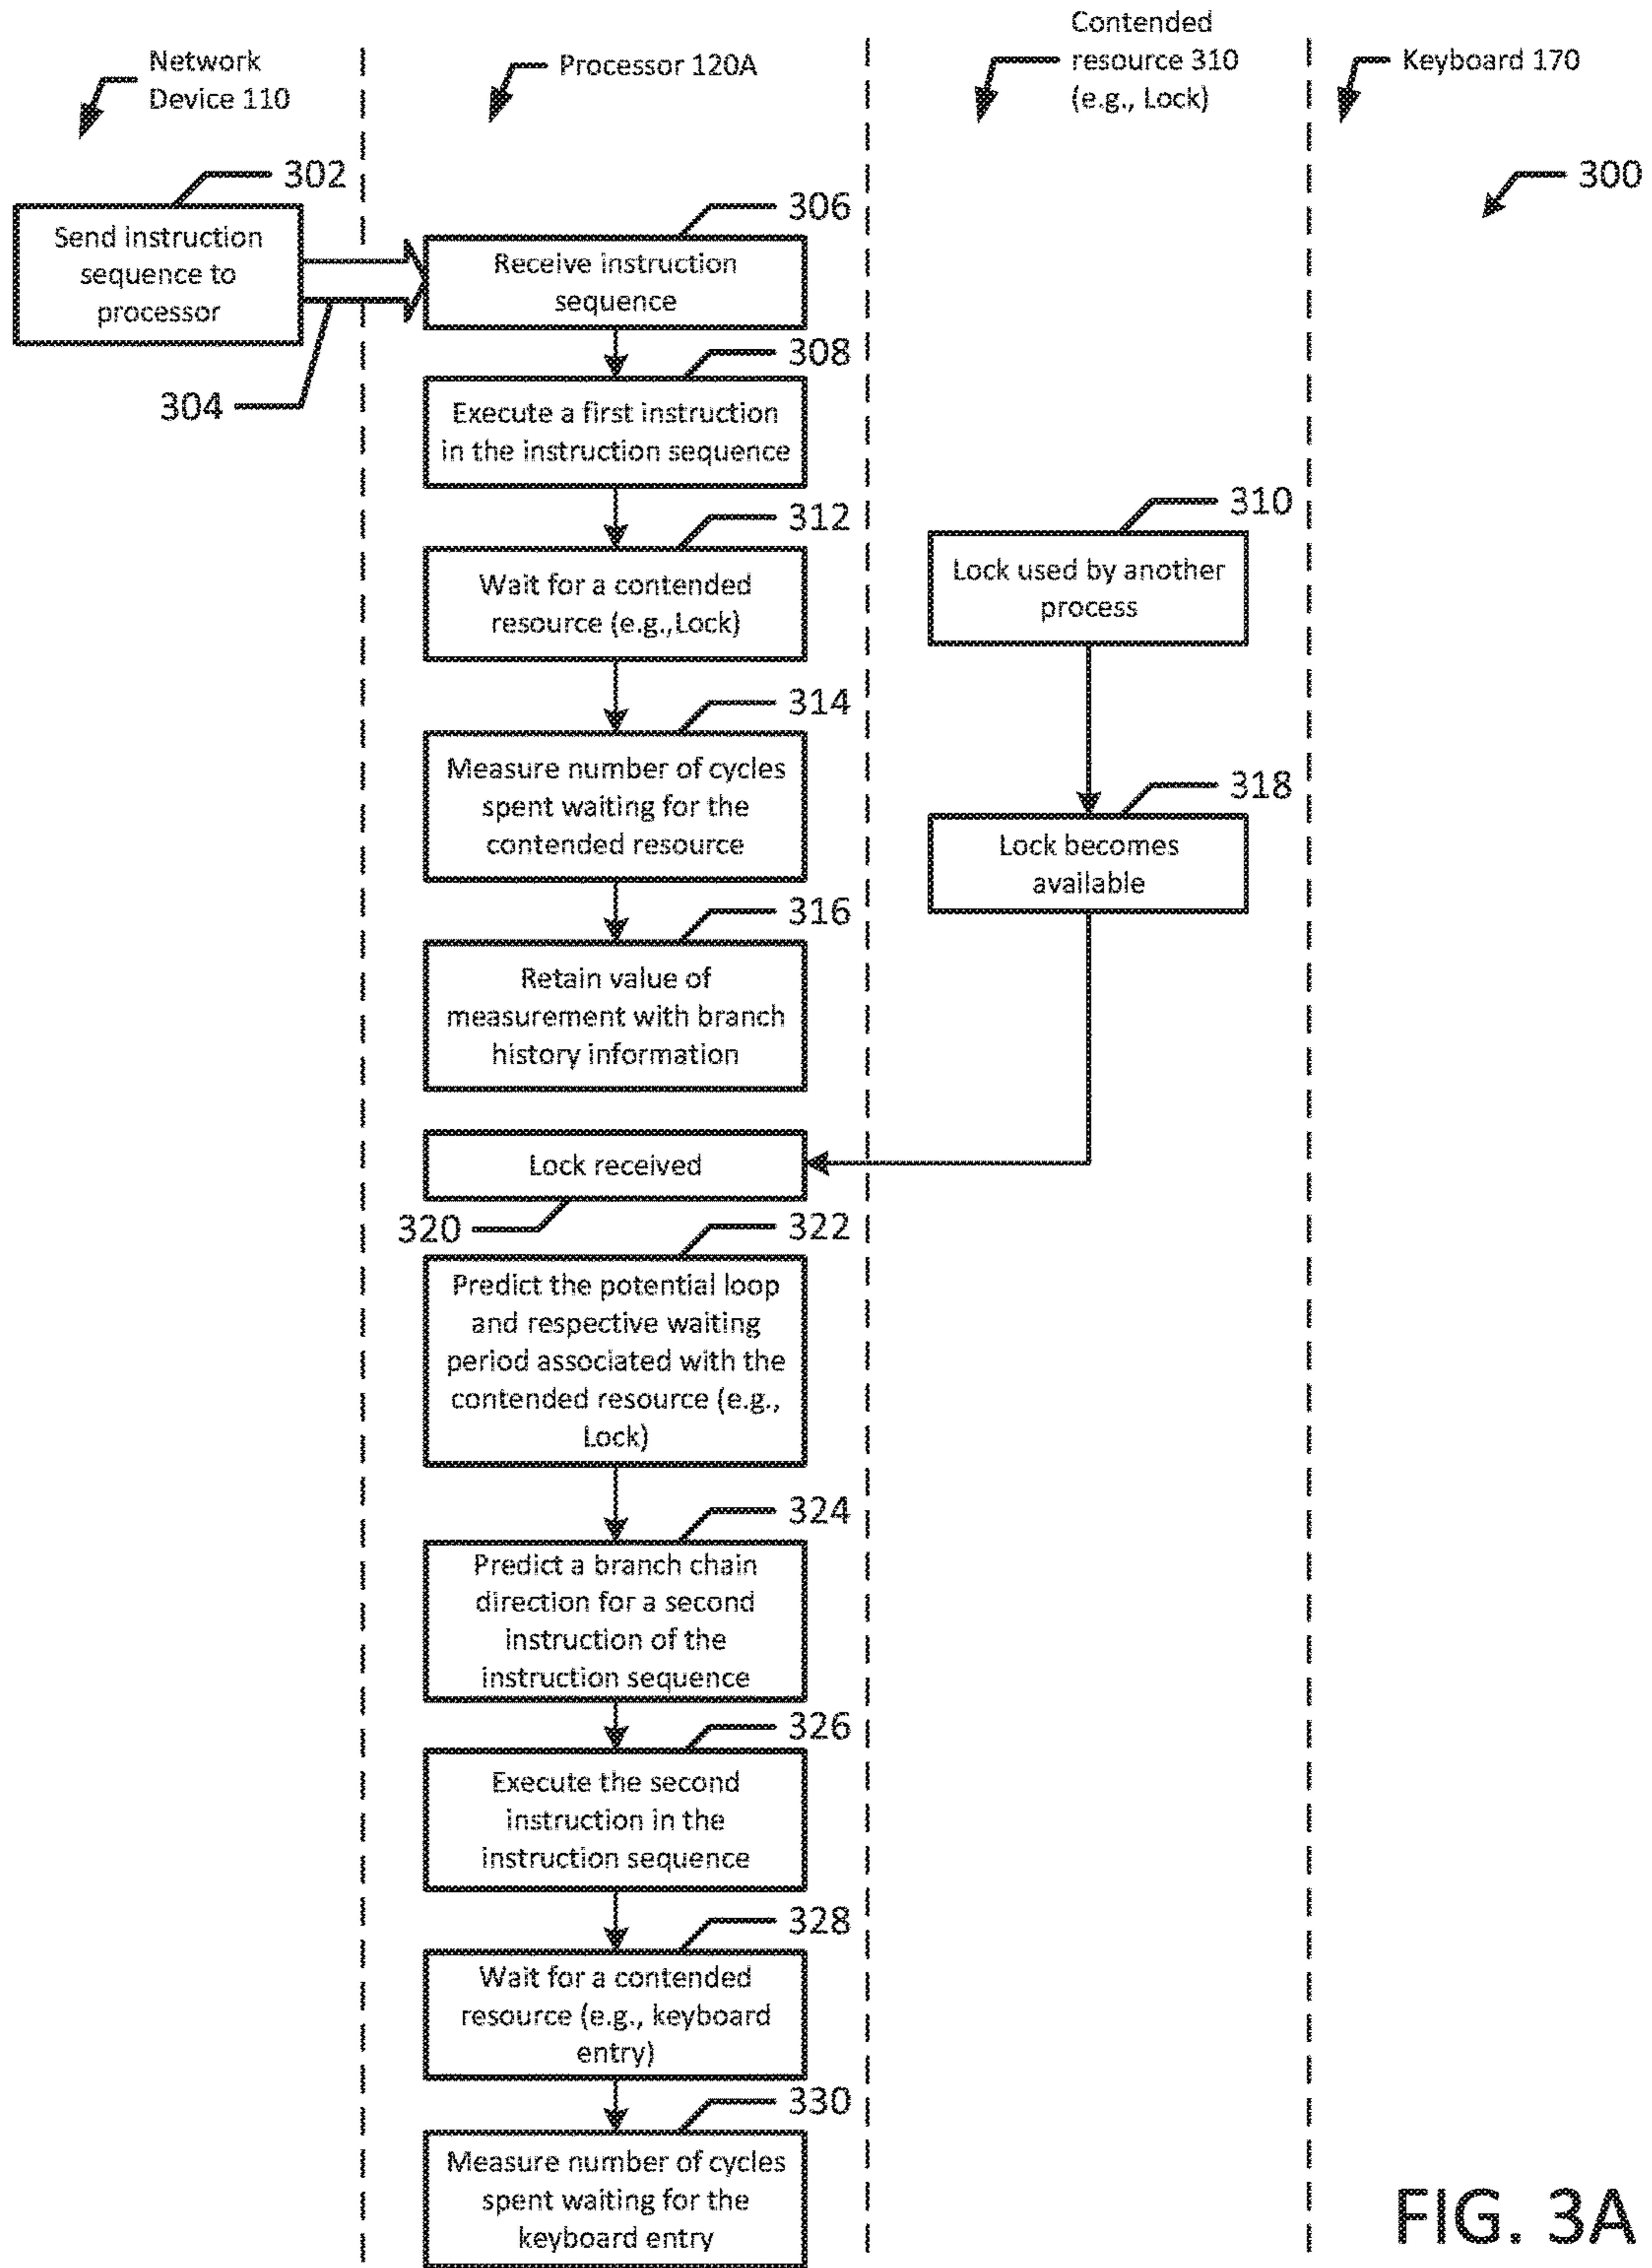 Network
Device 110
Processor 120A
Contended
resource 310
(e.g., Lock)
Keyboard 170
300
302
Send instruction
sequence to
processor
304
306
Receive instruction
sequence
308
Execute a first instruction
in the instruction sequence
310
Lock used by another
process
312
Wait for a contended
resource (e.g.,Lock)
314
Measure number of cycles
spent waiting for the
contended resource
318
Lock becomes
available
316
Retain value of
measurement with branch
history information
Lock received
320
322
Predict the potential loop
and respective waiting
period associated with the
contended resource (e.g.,
Lock)
324
Predict a branch chain
direction for a second
instruction of the
instruction sequence
326
Execute the second
instruction in the
instruction sequence
328
Wait for a contended
resource (e.g., keyboard
entry)
330
Measure number of cycles
spent waiting for the
keyboard entry
FIG. 3A